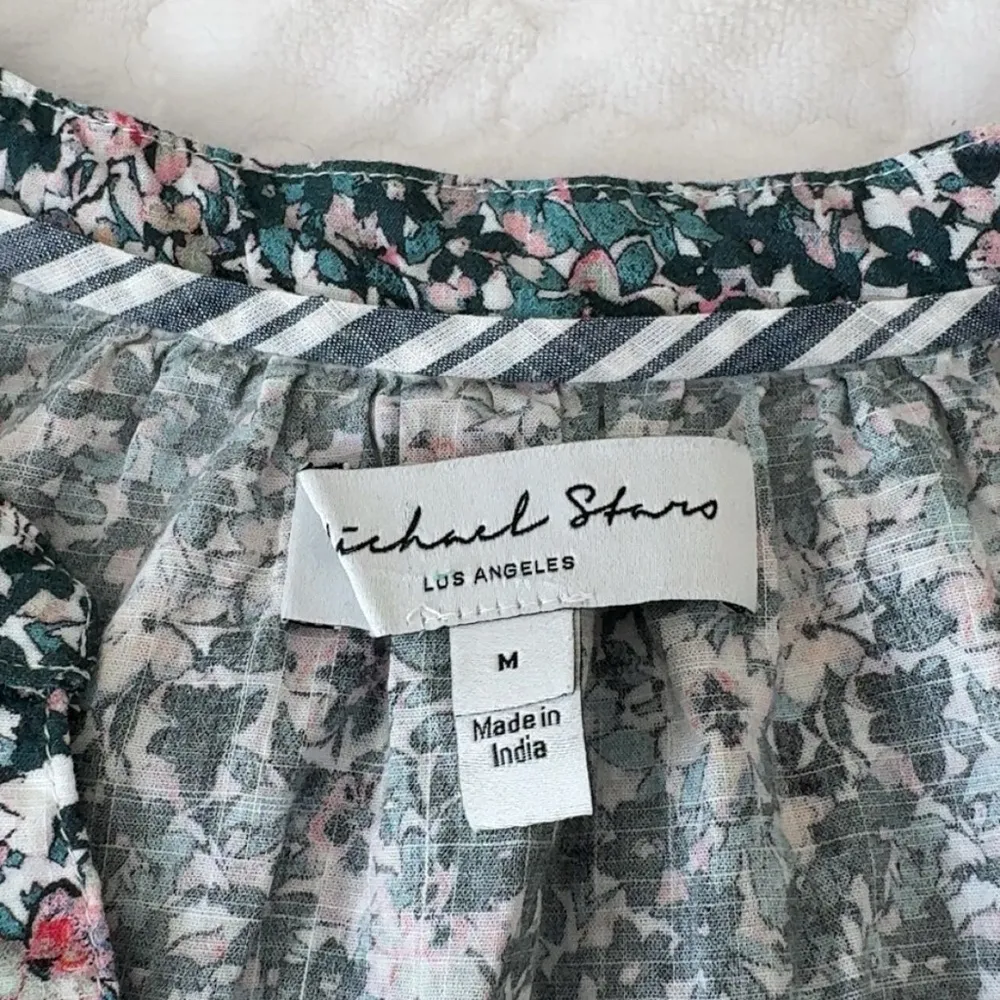 ichael Stars
LOS ANGELES
M
Made in
India